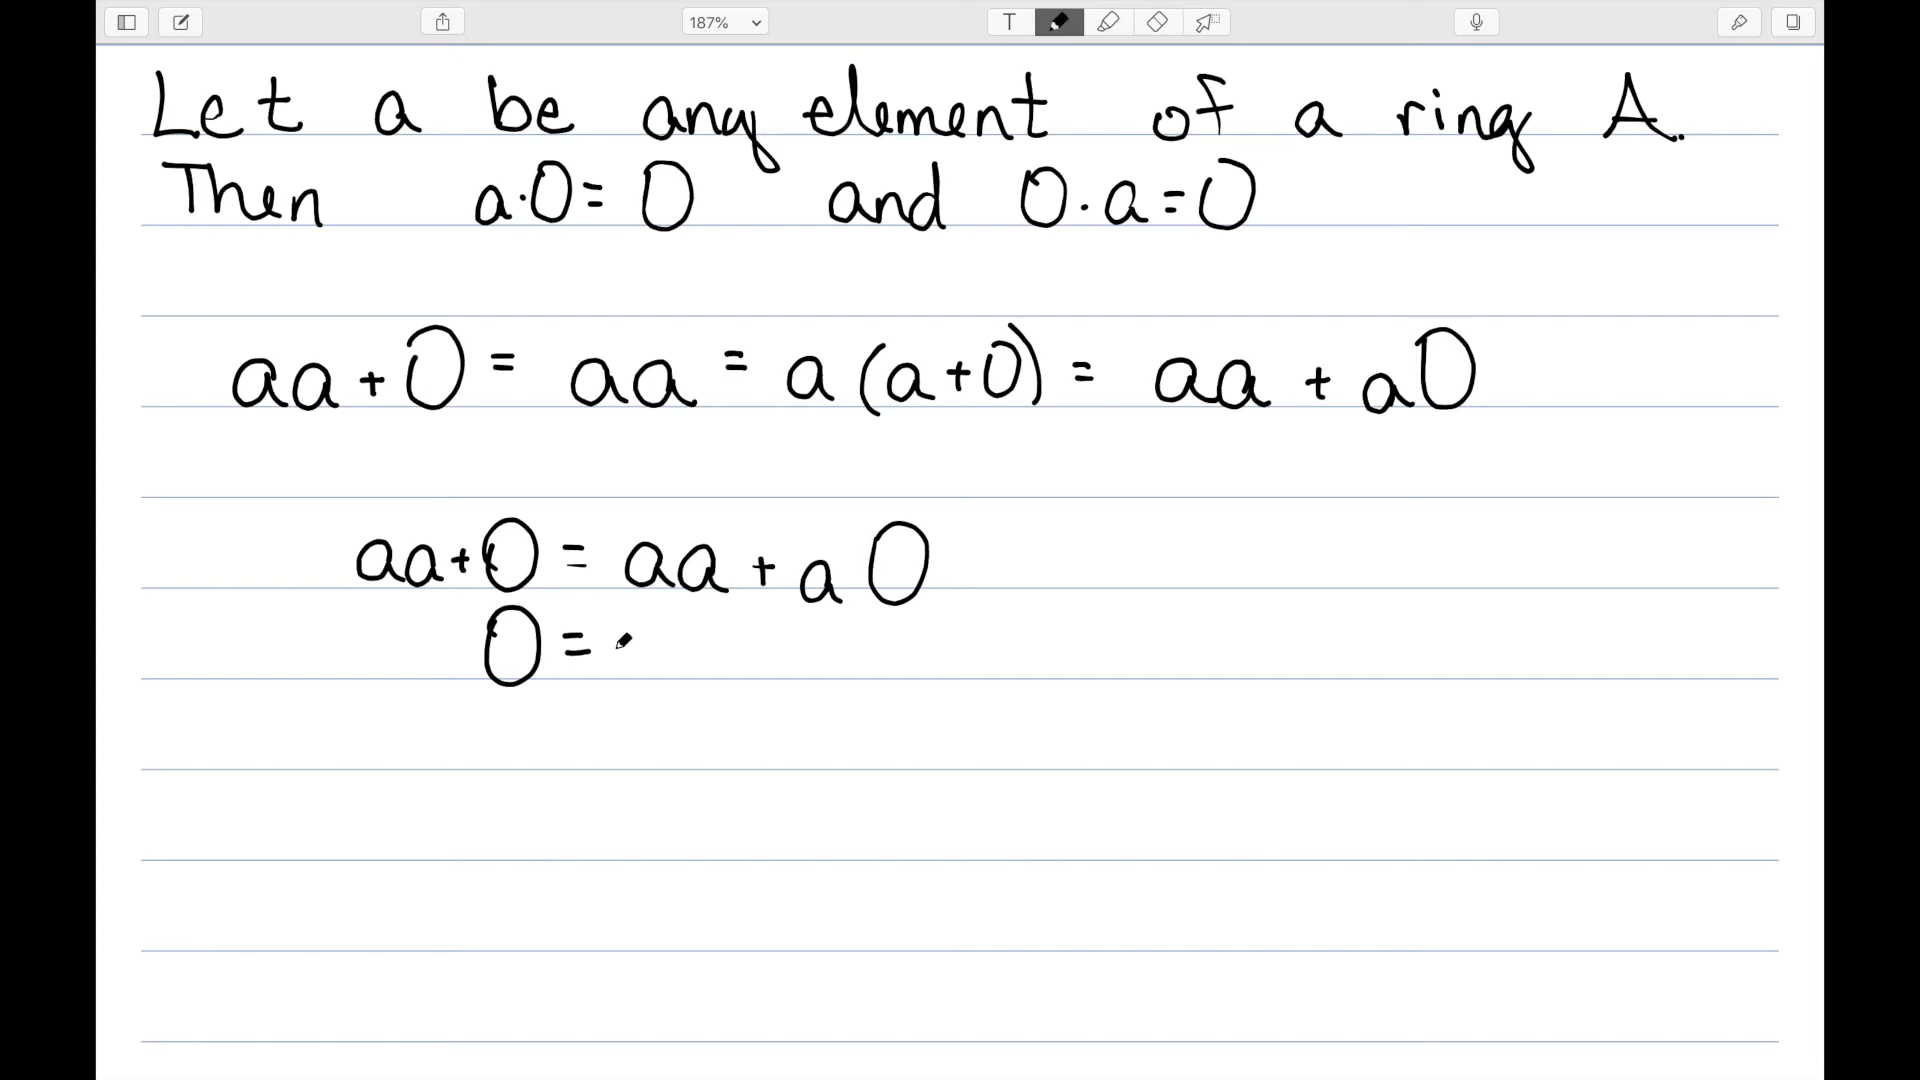 187%
T
Let a be any element of a ring A.
Then a·0=0 and 0·a=0
aa+0 = aa = a(a+0) = aa + a0
aa+0 = aa + a0
0 =